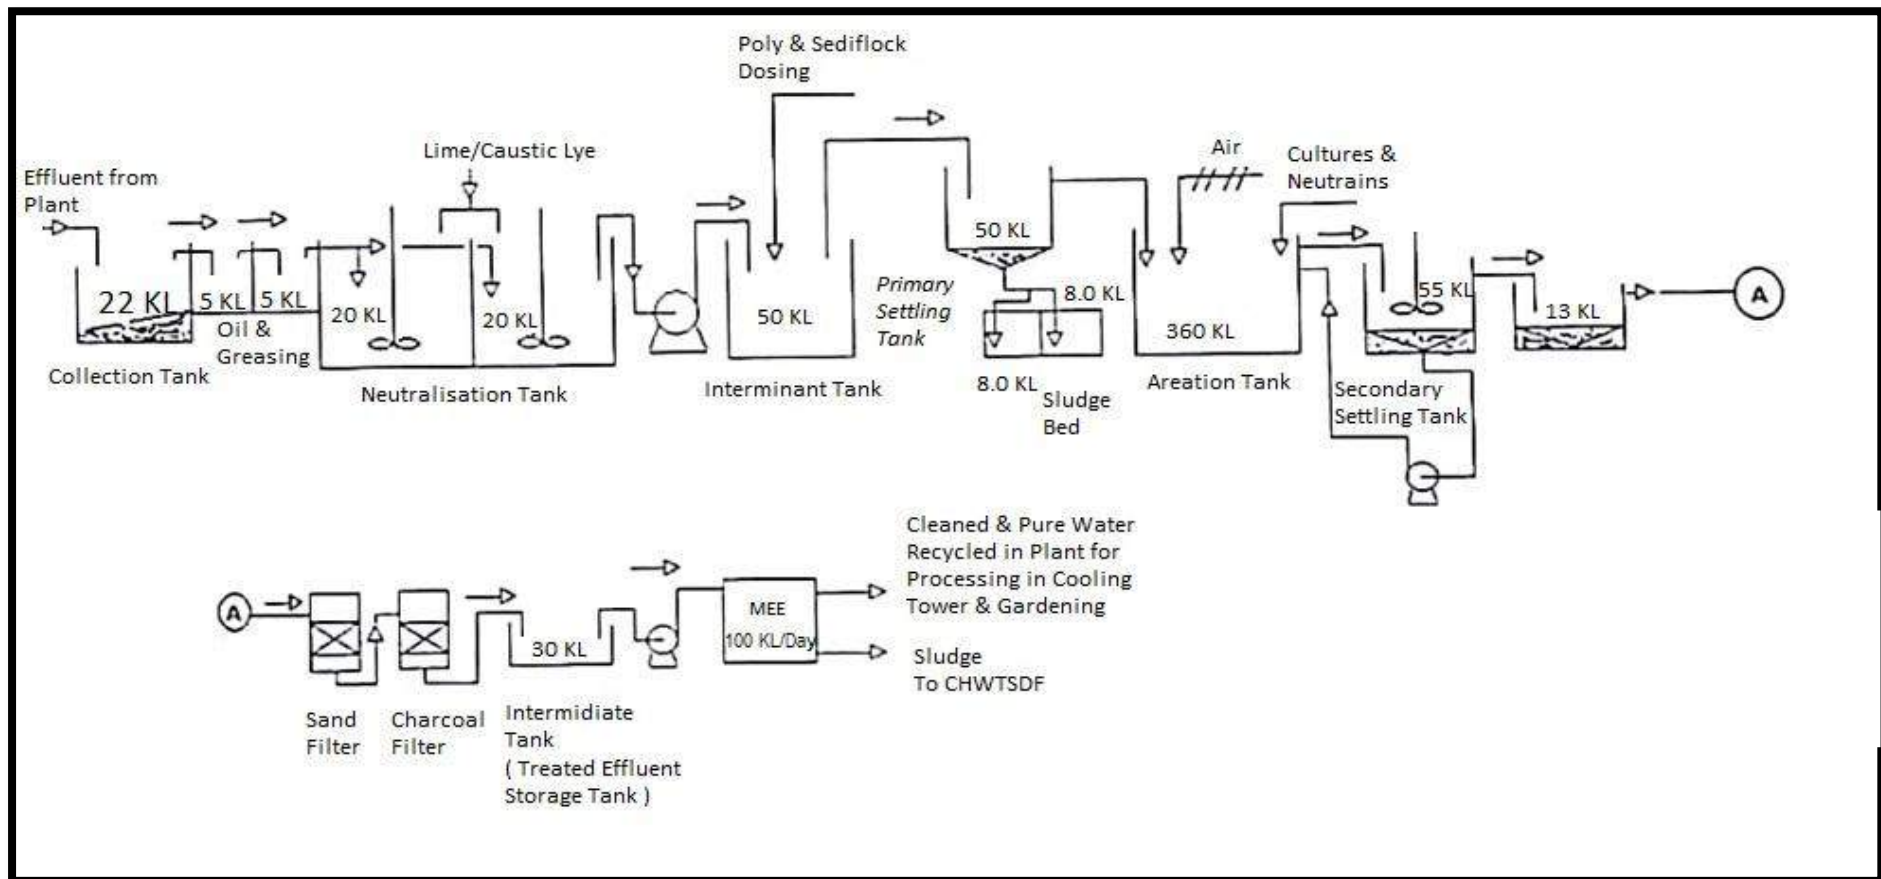 Poly & Sediflock
Dosing
Lime/Caustic Lye
Effluent from
Plant
Air
Cultures &
Neutrains
22 KL
5 KL
5 KL
Oil &
Greasing
20 KL
20 KL
50 KL
50 KL
Primary
Settling
Tank
8.0 KL
8.0 KL
Sludge
Bed
360 KL
55 KL
13 KL
A
Collection Tank
Neutralisation Tank
Interminant Tank
Areation Tank
Secondary
Settling Tank
A
MEE
100 KL/Day
30 KL
Cleaned & Pure Water
Recycled in Plant for
Processing in Cooling
Tower & Gardening
Sludge
To CHWTSDF
Sand
Filter
Charcoal
Filter
Intermidiate
Tank
( Treated Effluent
Storage Tank )